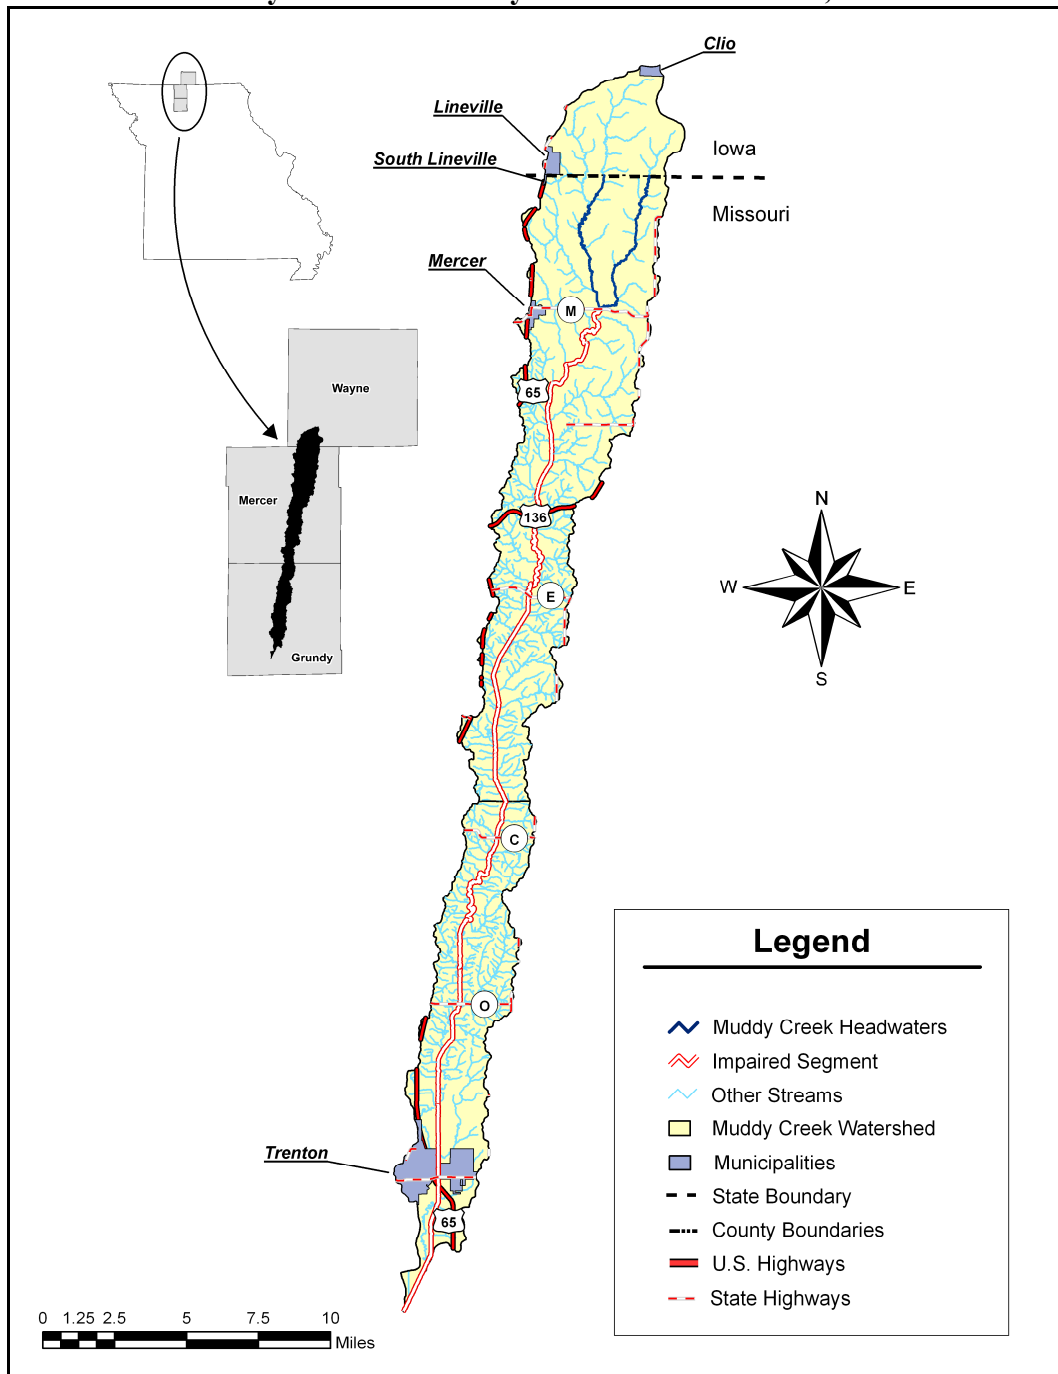 Clio
Lineville
South Lineville
Iowa
Missouri
Mercer
M
65
Wayne
Mercer
Grundy
136
E
N
W
E
S
C
O
Trenton
65
Legend
Muddy Creek Headwaters
Impaired Segment
Other Streams
Muddy Creek Watershed
Municipalities
State Boundary
County Boundaries
U.S. Highways
State Highways
0 1.25 2.5 5 7.5 10
Miles